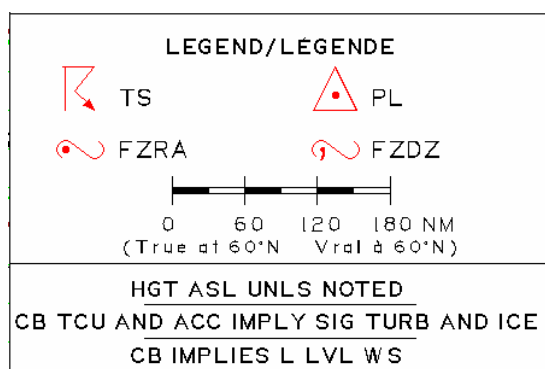 LEGEND/LÉGENDE
TS PL
FZRA FZDZ
0 60 120 180 NM
(True at 60°N Vrai à 60°N)
HGT ASL UNLS NOTED
CB TCU AND ACC IMPLY SIG TURB AND ICE
CB IMPLIES L LVL WS